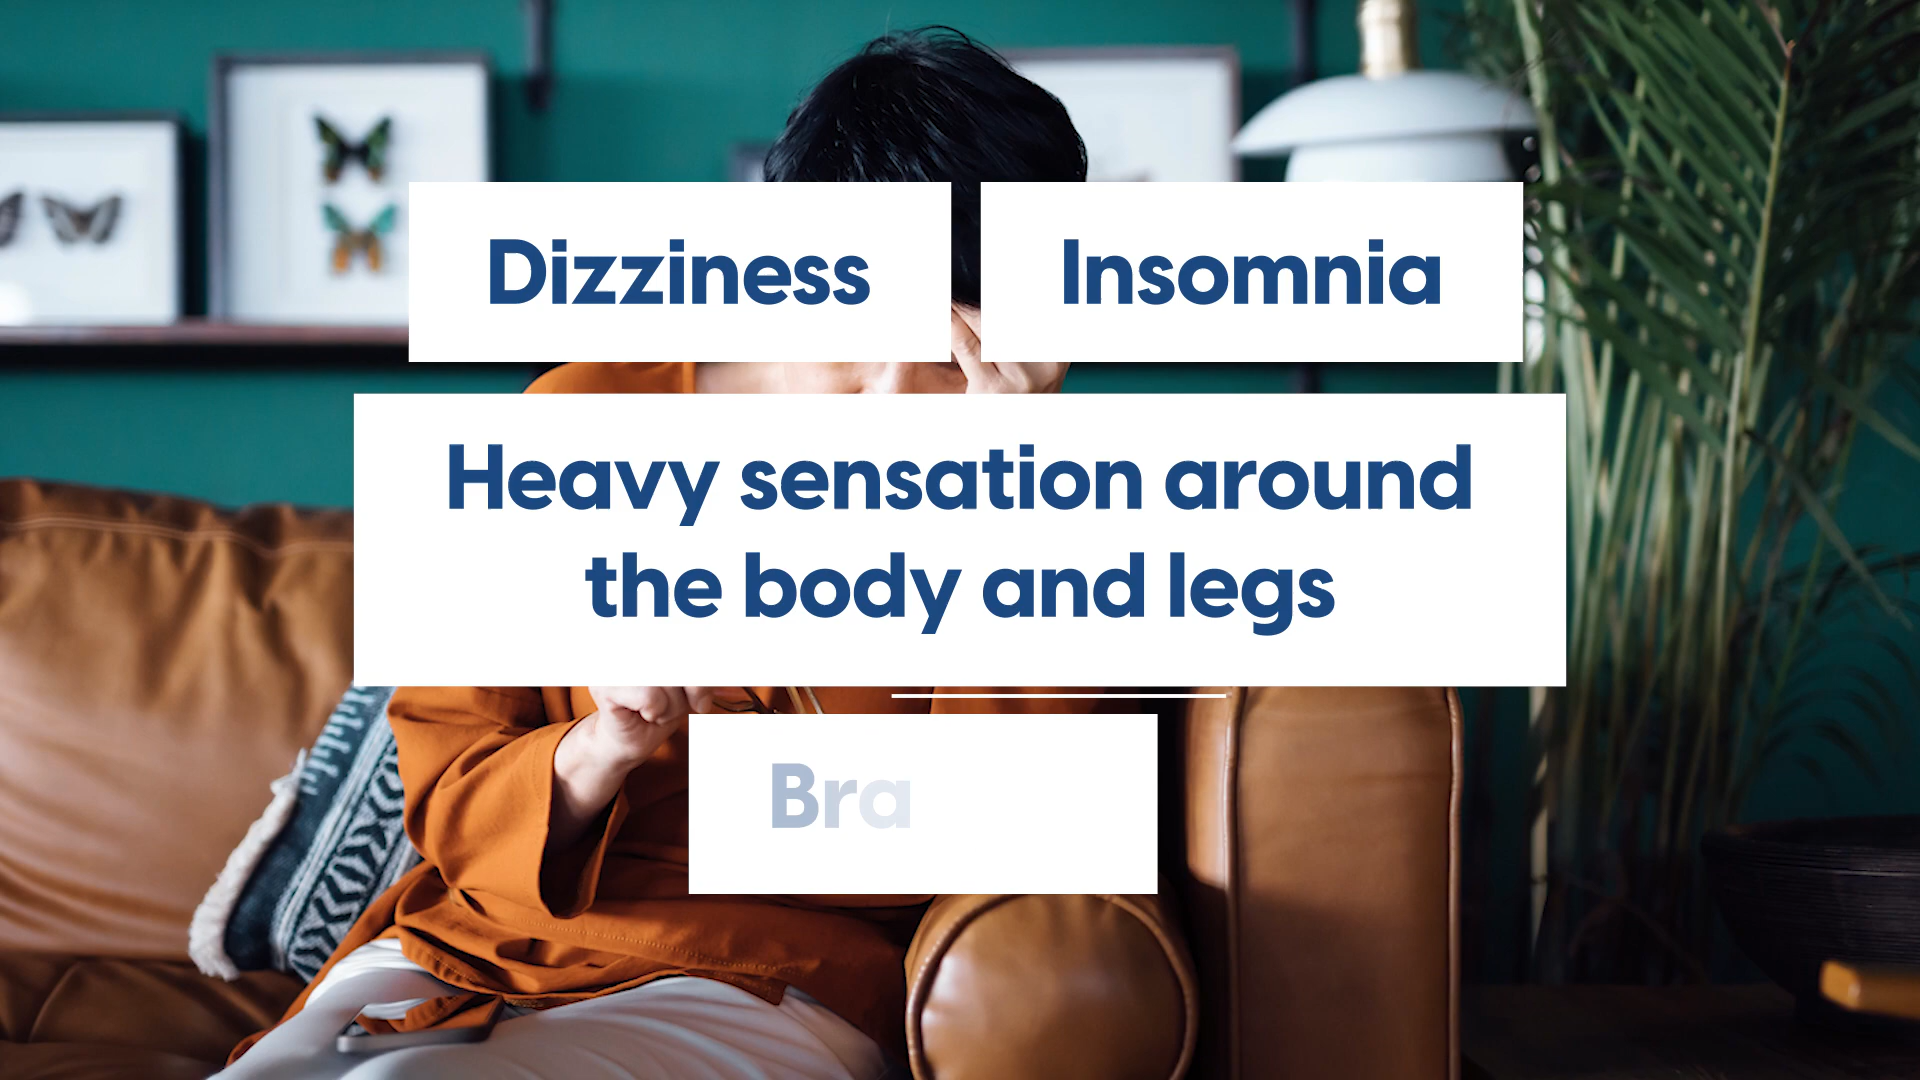 Dizziness
Insomnia
Heavy sensation around
the body and legs
Bra